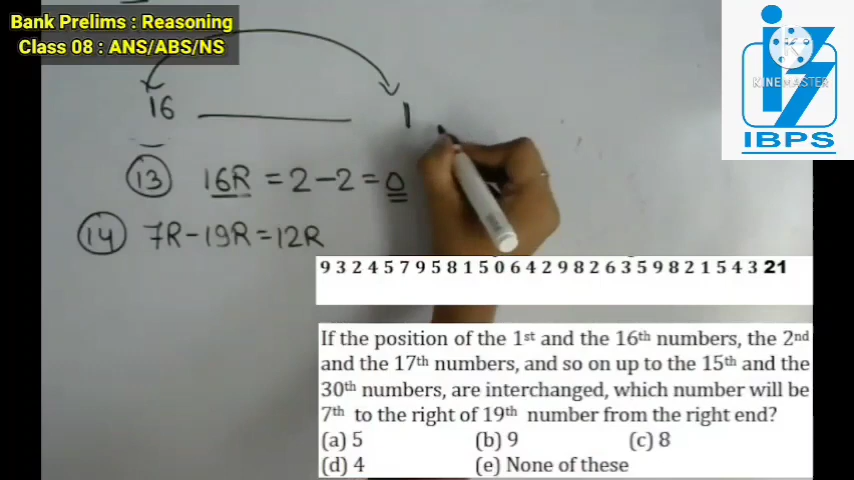 Bank Prelims : Reasoning
Class 08 : ANS/ABS/NS
KINEMASTER
IBPS
16 1
13 16R = 2 - 2 = 0
14 7R - 19R = 12R
9 3 2 4 5 7 9 5 8 1 5 0 6 4 2 9 8 2 6 3 5 9 8 2 1 5 4 3 21
If the position of the 1st and the 16th numbers, the 2nd
and the 17th numbers, and so on up to the 15th and the
30th numbers, are interchanged, which number will be
7th to the right of 19th number from the right end?
(a) 5 (b) 9 (c) 8
(d) 4 (e) None of these